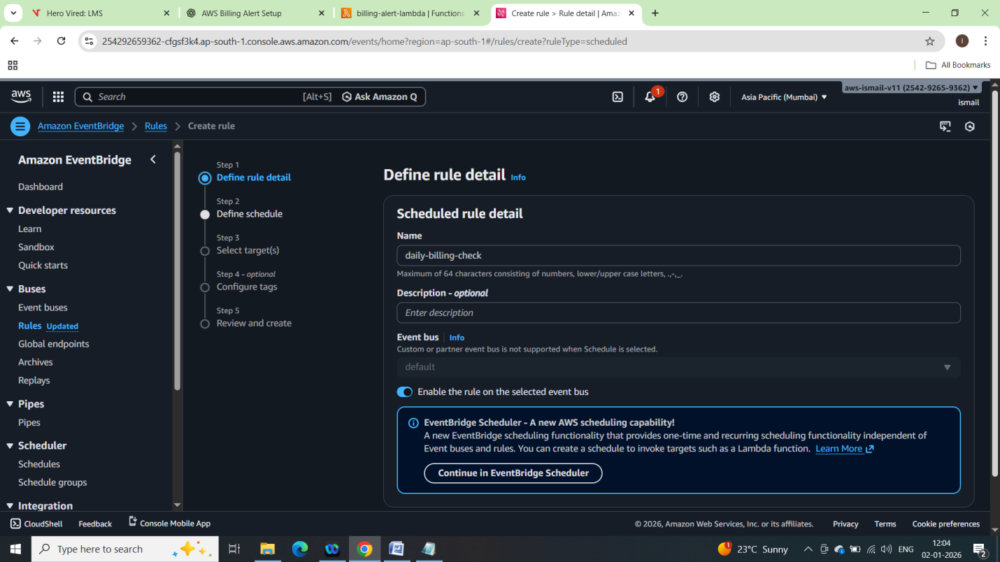 Hero Vired: LMS
AWS Billing Alert Setup
billing-alert-lambda | Functions
Create rule > Rule detail | Amaz
254292659362-cfgsf3k4.ap-south-1.console.aws.amazon.com/events/home?region=ap-south-1#/rules/create?ruleType=scheduled
I
All Bookmarks
aws
Search
[Alt+S]
Ask Amazon Q
1
Asia Pacific (Mumbai)
aws-ismail-v11 (2542-9265-9362)
ismail
Amazon EventBridge
Rules
Create rule
Amazon EventBridge
Dashboard
Developer resources
Learn
Sandbox
Quick starts
Buses
Event buses
Rules Updated
Global endpoints
Archives
Replays
Pipes
Pipes
Scheduler
Schedules
Schedule groups
Integration
Step 1
Define rule detail
Step 2
Define schedule
Step 3
Select target(s)
Step 4 - optional
Configure tags
Step 5
Review and create
Define rule detail Info
Scheduled rule detail
Name
daily-billing-check
Maximum of 64 characters consisting of numbers, lower/upper case letters, .,-,_.
Description - optional
Enter description
Event bus Info
Custom or partner event bus is not supported when Schedule is selected.
default
Enable the rule on the selected event bus
EventBridge Scheduler - A new AWS scheduling capability!
A new EventBridge scheduling functionality that provides one-time and recurring scheduling functionality independent of
Event buses and rules. You can create a schedule to invoke targets such as a Lambda function. Learn More
Continue in EventBridge Scheduler
CloudShell
Feedback
Console Mobile App
© 2026, Amazon Web Services, Inc. or its affiliates.
Privacy
Terms
Cookie preferences
Type here to search
1
23°C Sunny
ENG
12:04
02-01-2026
2